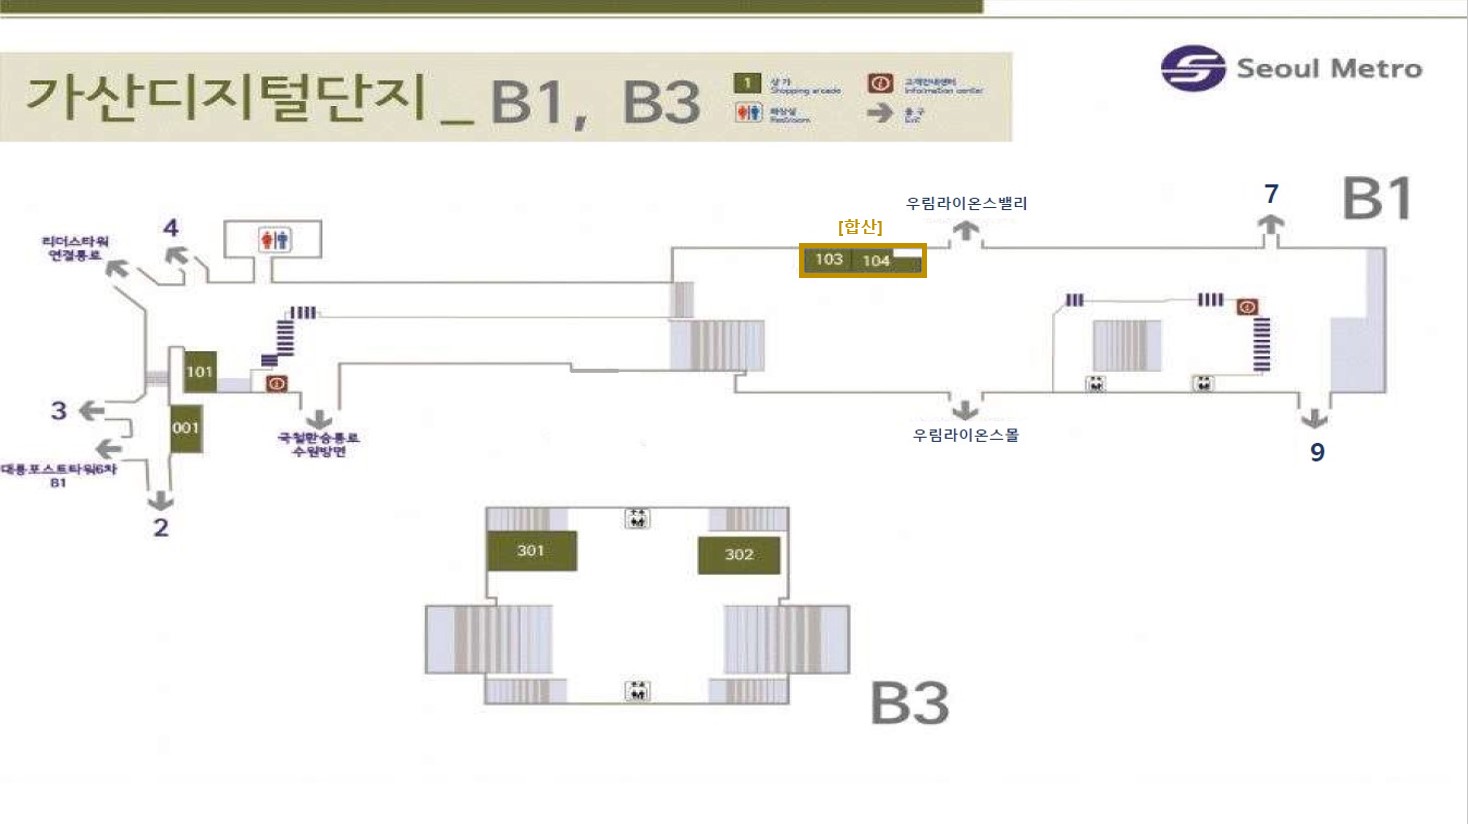 가산디지털단지_ B1, B3
1 상가
Shopping arcade
화장실
Restroom
고객안내센터
Information center
출구
Exit
Seoul Metro
B1
4
리더스타워
연결통로
[합산]
우림라이온스밸리
7
103
104
101
001
3
국철환승통로
수원방면
대륭포스트타워6차
B1
2
우림라이온스몰
9
301
302
B3